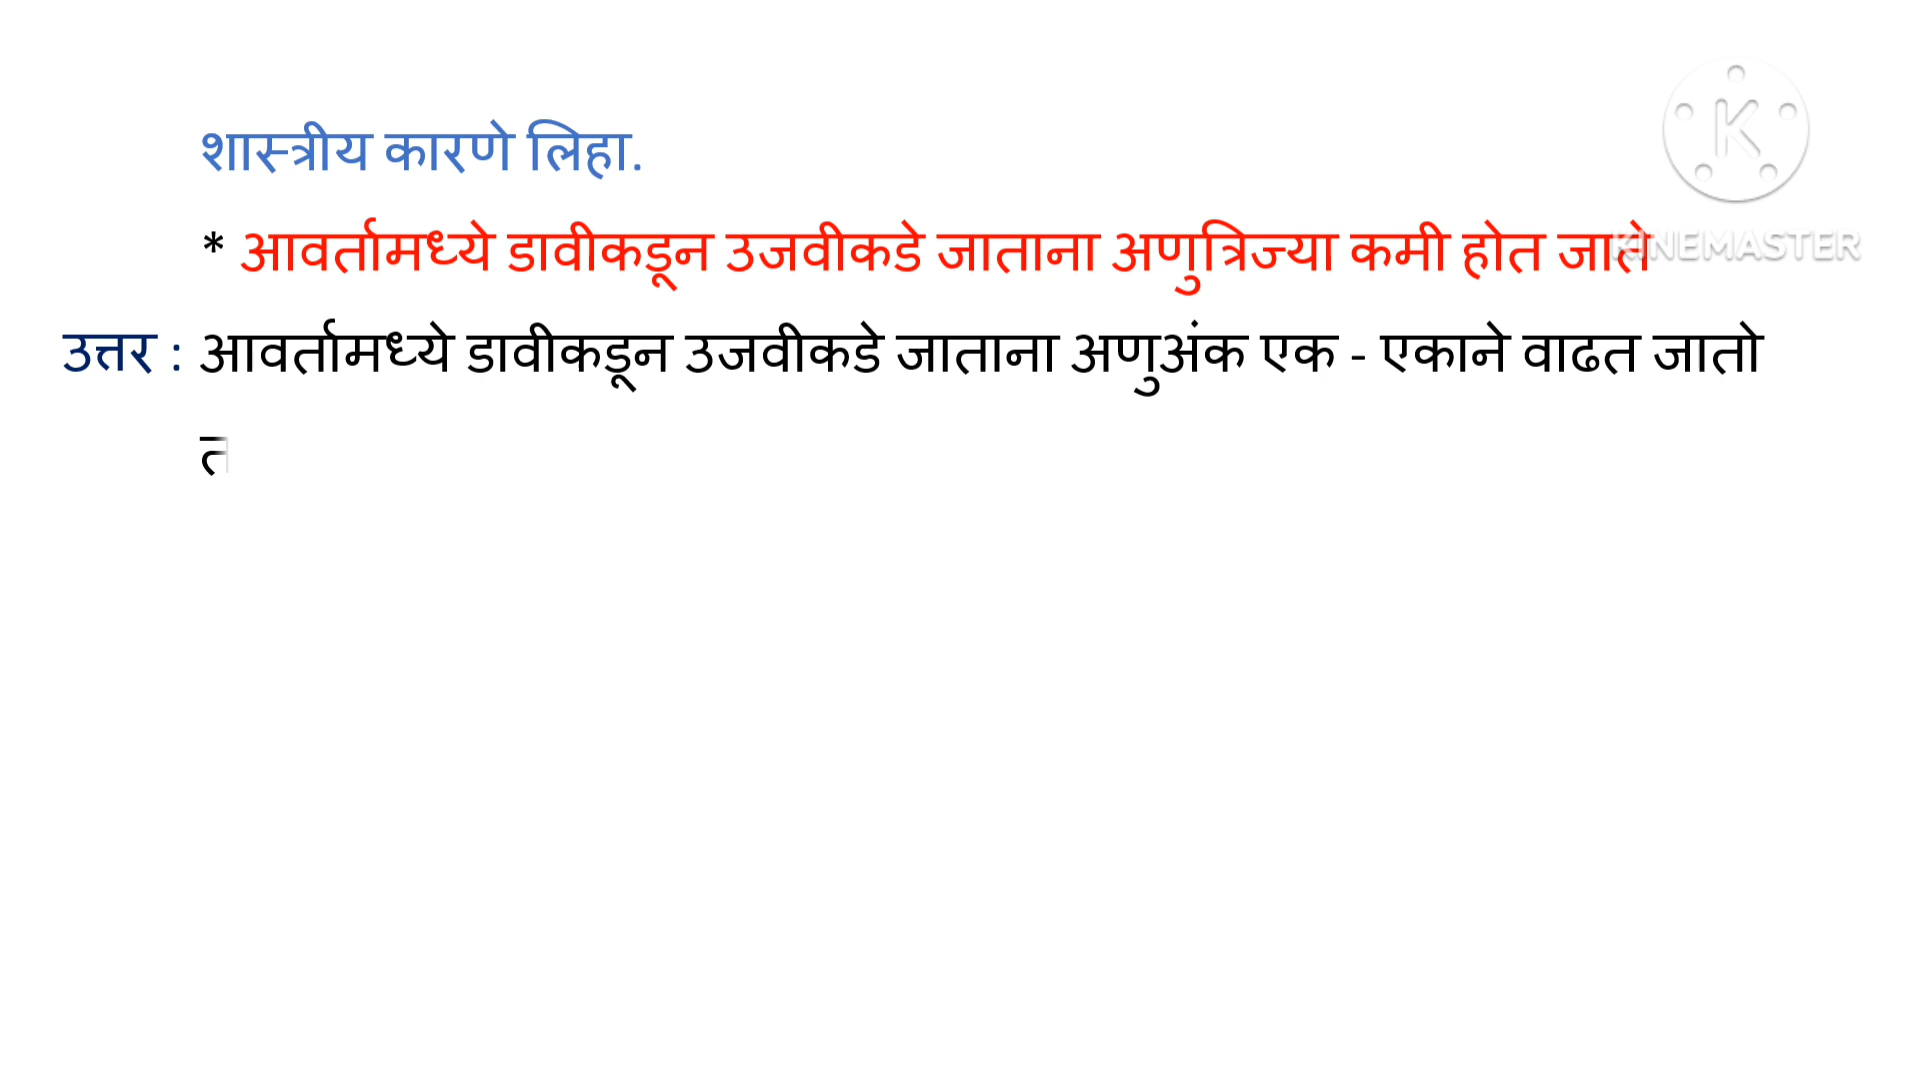 शास्त्रीय कारणे लिहा.
* आवर्तामध्ये डावीकडून उजवीकडे जाताना अणुत्रिज्या कमी होत जाते
उत्तर : आवर्तामध्ये डावीकडून उजवीकडे जाताना अणुअंक एक - एकाने वाढत जातो
त
KINEMASTER